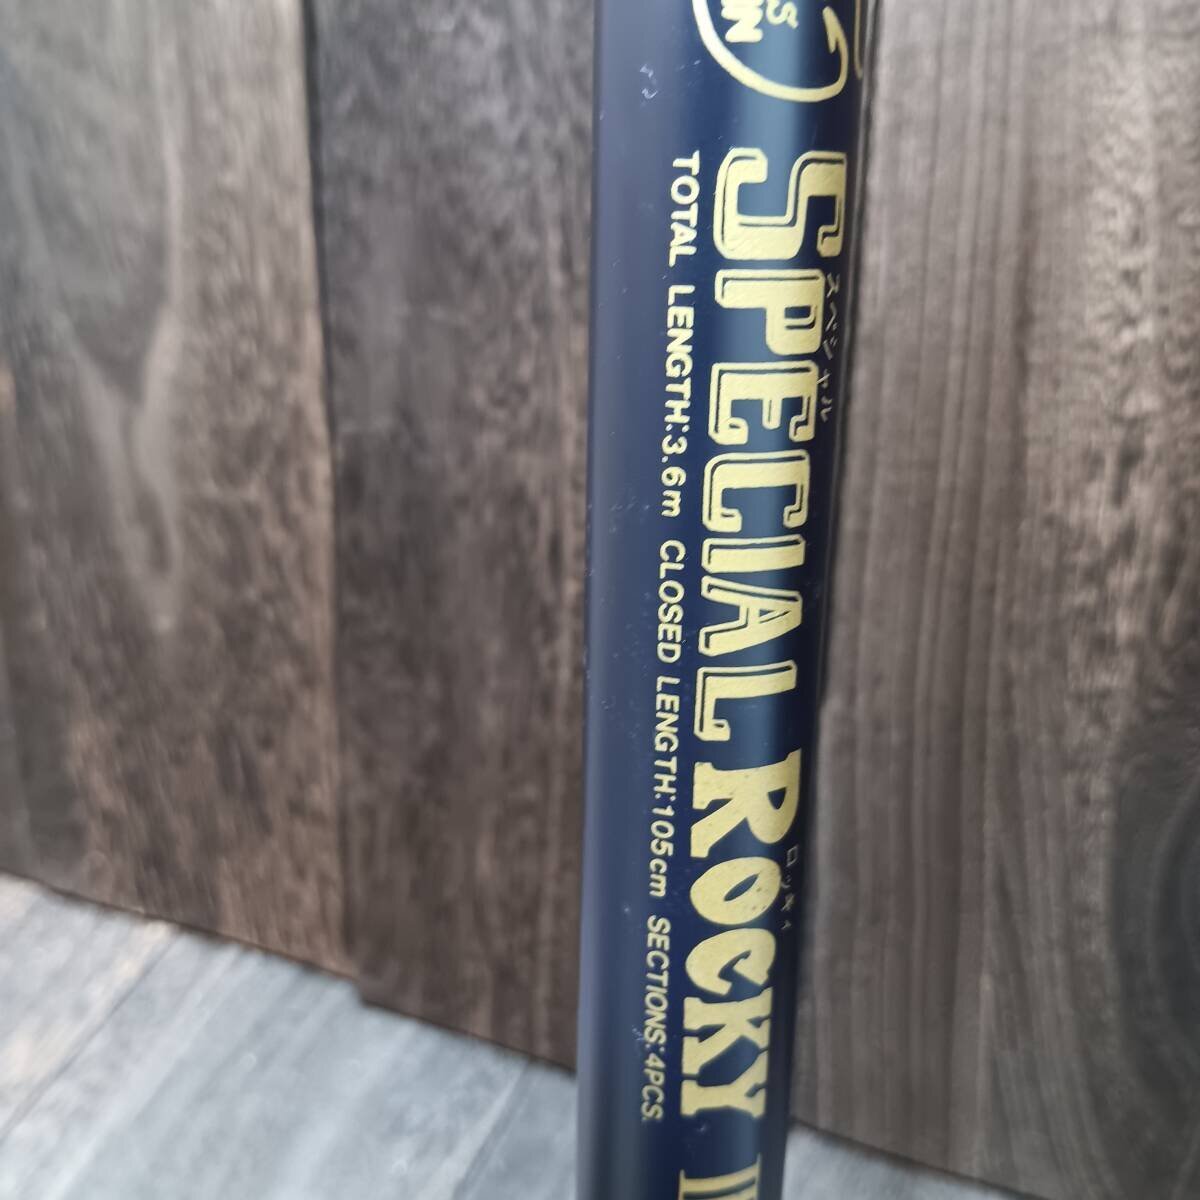 スペシャル
SPECIAL ROCKY
ロッキィ
TOTAL LENGTH:3.6m CLOSED LENGTH:105cm SECTIONS:4PCS.